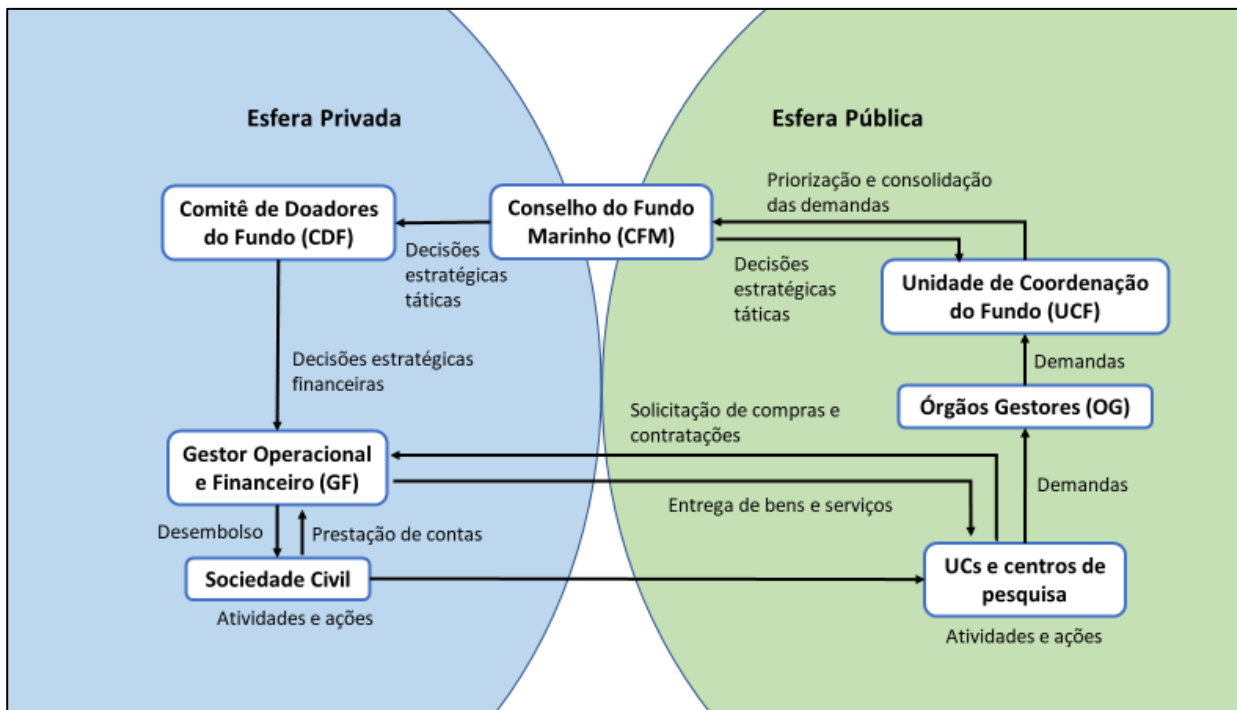 Esfera Privada
Esfera Pública
Priorização e consolidação
das demandas
Comitê de Doadores
do Fundo (CDF)
Conselho do Fundo
Marinho (CFM)
Decisões
estratégicas
táticas
Decisões
estratégicas
táticas
Unidade de Coordenação
do Fundo (UCF)
Decisões estratégicas
financeiras
Demandas
Órgãos Gestores (OG)
Solicitação de compras e
contratações
Gestor Operacional
e Financeiro (GF)
Demandas
Entrega de bens e serviços
Desembolso
Prestação de contas
Sociedade Civil
Atividades e ações
UCs e centros de
pesquisa
Atividades e ações